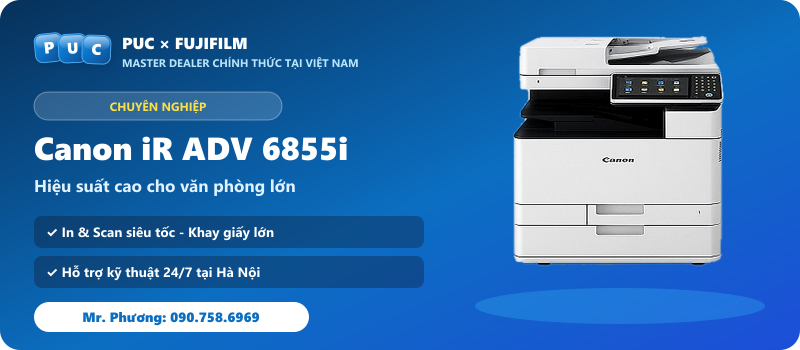 PUC
PUC × FUJIFILM
MASTER DEALER CHÍNH THỨC TẠI VIỆT NAM
CHUYÊN NGHIỆP
Canon iR ADV 6855i
Hiệu suất cao cho văn phòng lớn
✓ In & Scan siêu tốc - Khay giấy lớn
✓ Hỗ trợ kỹ thuật 24/7 tại Hà Nội
Mr. Phương: 090.758.6969
Canon